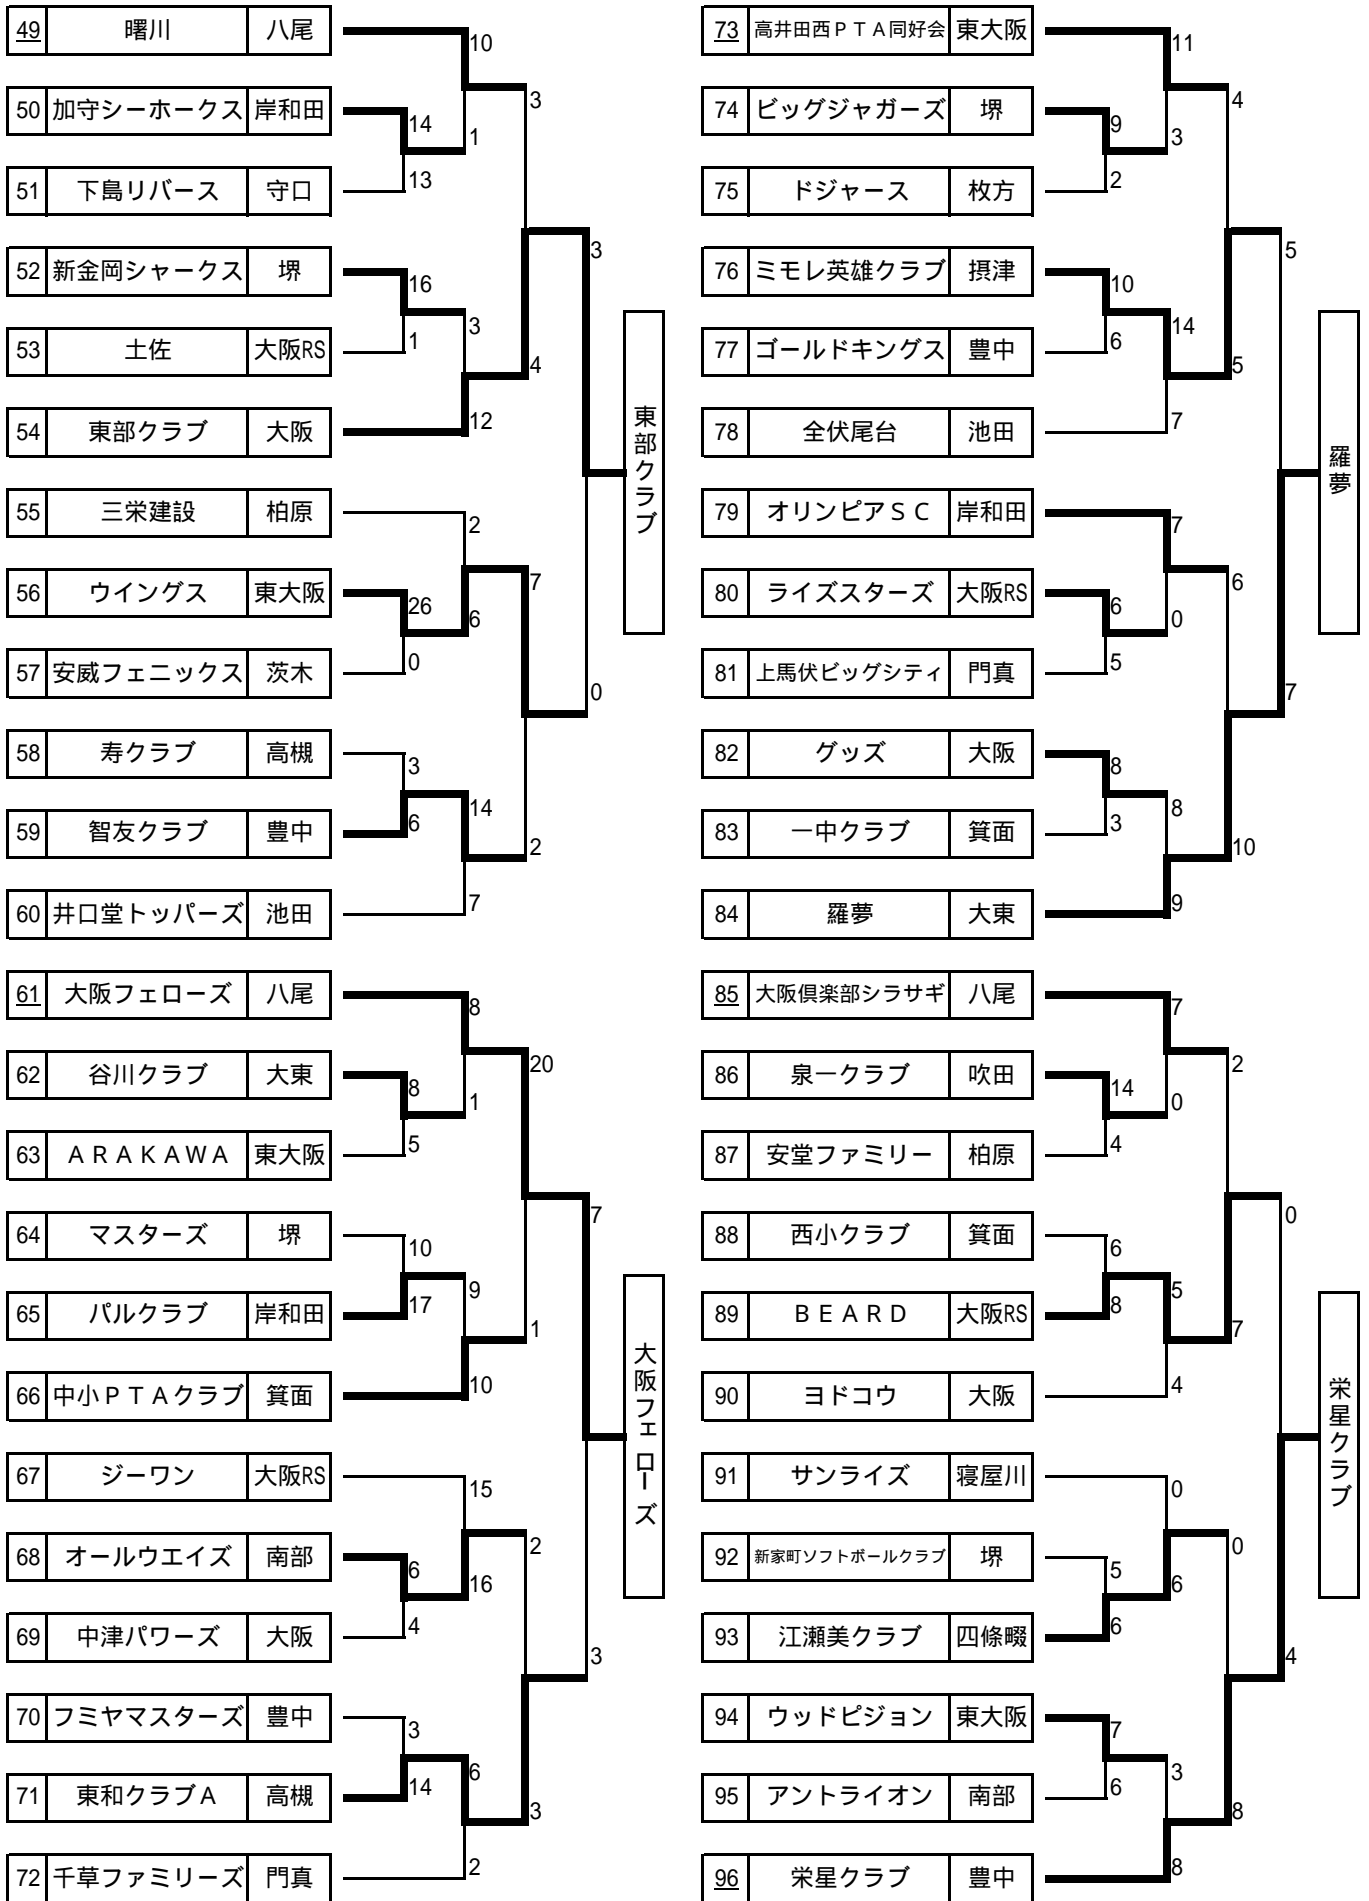 49 曙川 八尾
10
50 加守シーホークス 岸和田
3
14
1
51 下島リバース 守口
13
52 新金岡シャークス 堺
3
16
3
53 土佐 大阪RS
1
4
54 東部クラブ 大阪
12
東部クラブ
55 三栄建設 柏原
2
56 ウイングス 東大阪
7
26
6
57 安威フェニックス 茨木
0
0
58 寿クラブ 高槻
3
59 智友クラブ 豊中
14
6
2
60 井口堂トッパーズ 池田
7
61 大阪フェローズ 八尾
8
62 谷川クラブ 大東
20
8
1
63 ARAKAWA 東大阪
5
64 マスターズ 堺
7
10
65 パルクラブ 岸和田
9
17
1
66 中小PTAクラブ 箕面
10
大阪フェローズ
67 ジーワン 大阪RS
15
68 オールウエイズ 南部
2
6
16
69 中津パワーズ 大阪
4
3
70 フミヤマスターズ 豊中
3
71 東和クラブA 高槻
6
14
3
72 千草ファミリーズ 門真
2
73 高井田西PTA同好会 東大阪
11
74 ビッグジャガーズ 堺
4
9
3
75 ドジャース 枚方
2
76 ミモレ英雄クラブ 摂津
5
10
14
77 ゴールドキングス 豊中
6
5
78 全伏尾台 池田
7
羅夢
79 オリンピアSC 岸和田
7
80 ライズスターズ 大阪RS
6
6
0
81 上馬伏ビッグシティ 門真
5
7
82 グッズ 大阪
8
8
83 一中クラブ 箕面
3
10
84 羅夢 大東
9
85 大阪倶楽部シラサギ 八尾
7
86 泉一クラブ 吹田
2
14
0
87 安堂ファミリー 柏原
4
88 西小クラブ 箕面
0
6
5
89 BEARD 大阪RS
8
7
90 ヨドコウ 大阪
4
栄星クラブ
91 サンライズ 寝屋川
0
92 新家町ソフトボールクラブ 堺
0
5
6
93 江瀬美クラブ 四條畷
6
4
94 ウッドピジョン 東大阪
7
3
95 アントライオン 南部
6
8
96 栄星クラブ 豊中
8